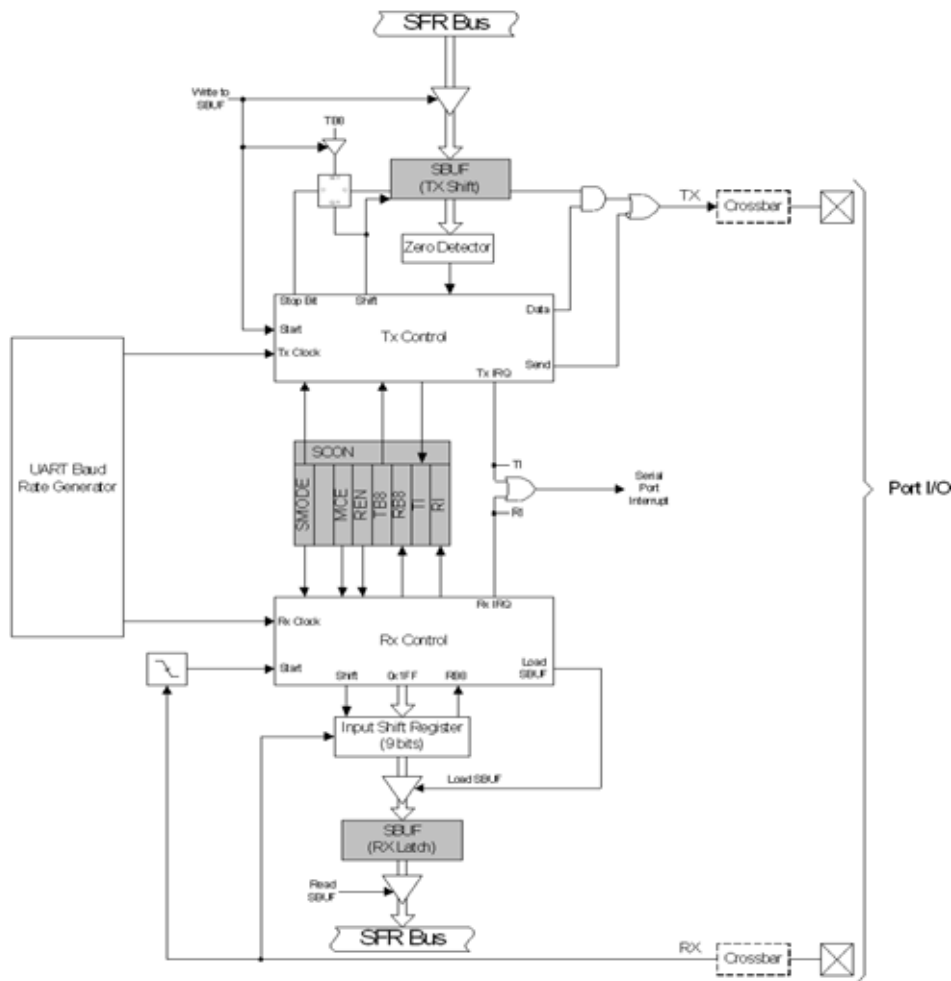 SFR Bus
Write to
SBUF
TB8
SBUF
(TX Shift)
TX
Crossbar
Zero Detector
Stop Bit
Shift
Data
Start
Tx Control
Tx Clock
Send
Tx IRQ
SCON
UART Baud
Rate Generator
SMODE
MCE
REN
TB8
RB8
TI
RI
TI
Serial
Port
Interrupt
RI
Port I/O
Rx IRQ
Rx Clock
Rx Control
Start
Load
SBUF
Shift
0x1FF
RB8
Input Shift Register
(9 bits)
Load SBUF
SBUF
(RX Latch)
Read
SBUF
SFR Bus
RX
Crossbar